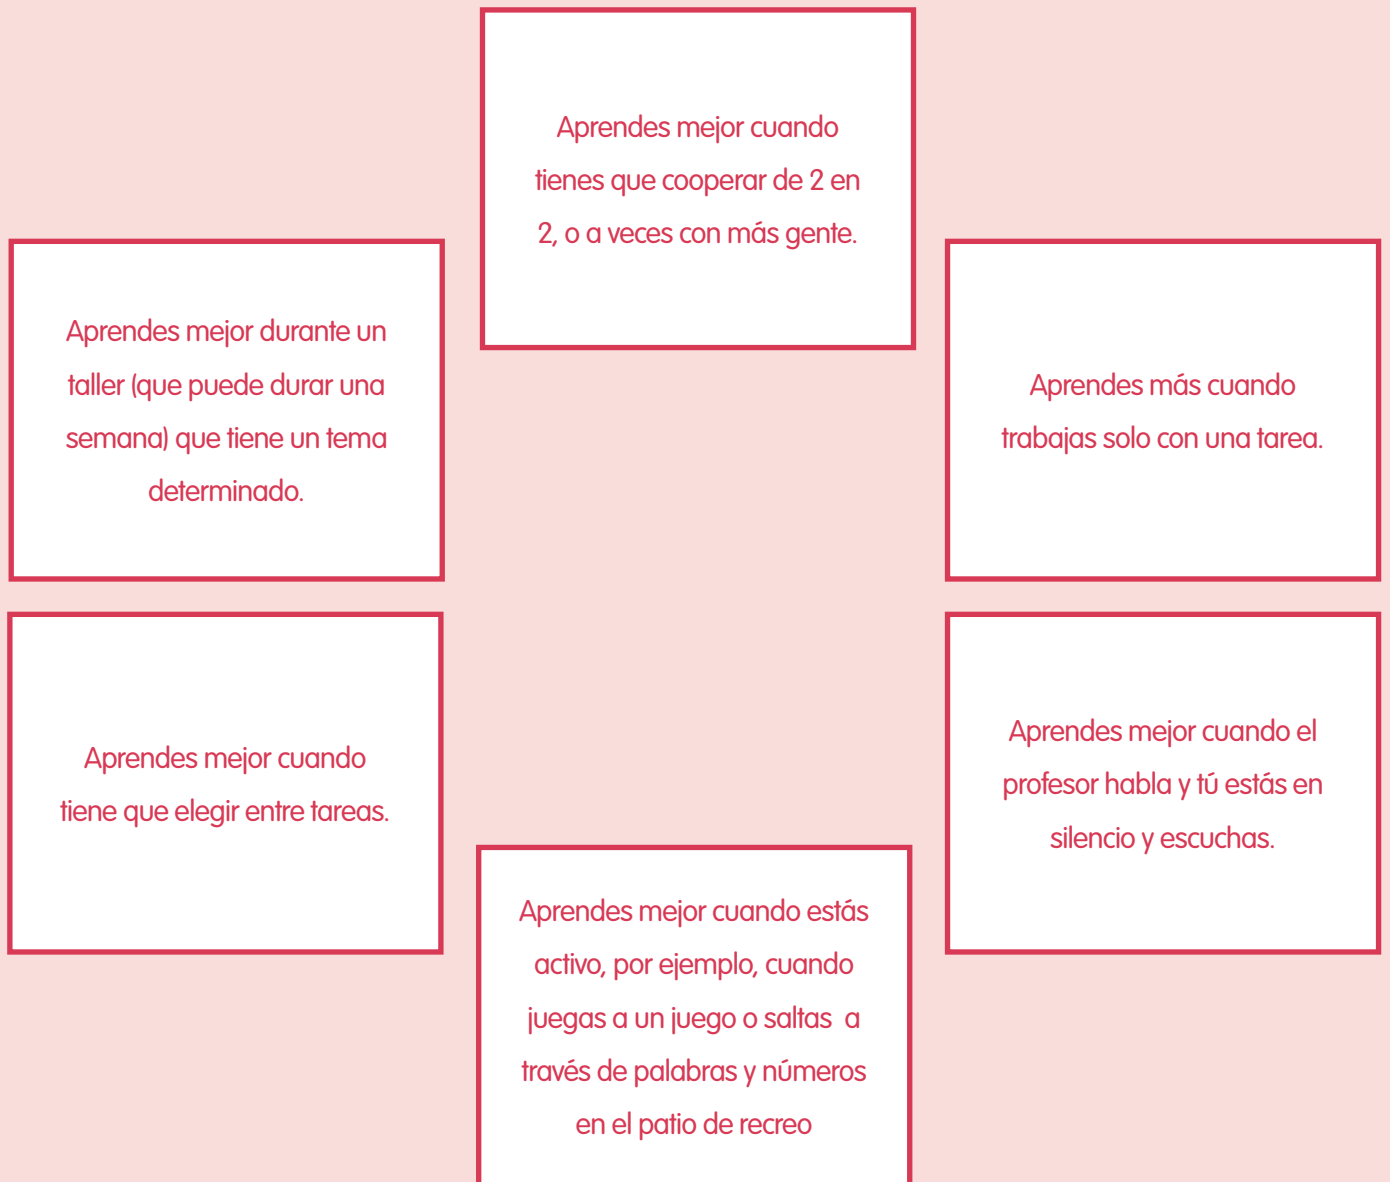 Aprendes mejor cuando
tienes que cooperar de 2 en
2, o a veces con más gente.
Aprendes mejor durante un
taller (que puede durar una
semana) que tiene un tema
determinado.
Aprendes más cuando
trabajas solo con una tarea.
Aprendes mejor cuando
tiene que elegir entre tareas.
Aprendes mejor cuando el
profesor habla y tú estás en
silencio y escuchas.
Aprendes mejor cuando estás
activo, por ejemplo, cuando
juegas a un juego o saltas  a
través de palabras y números
en el patio de recreo